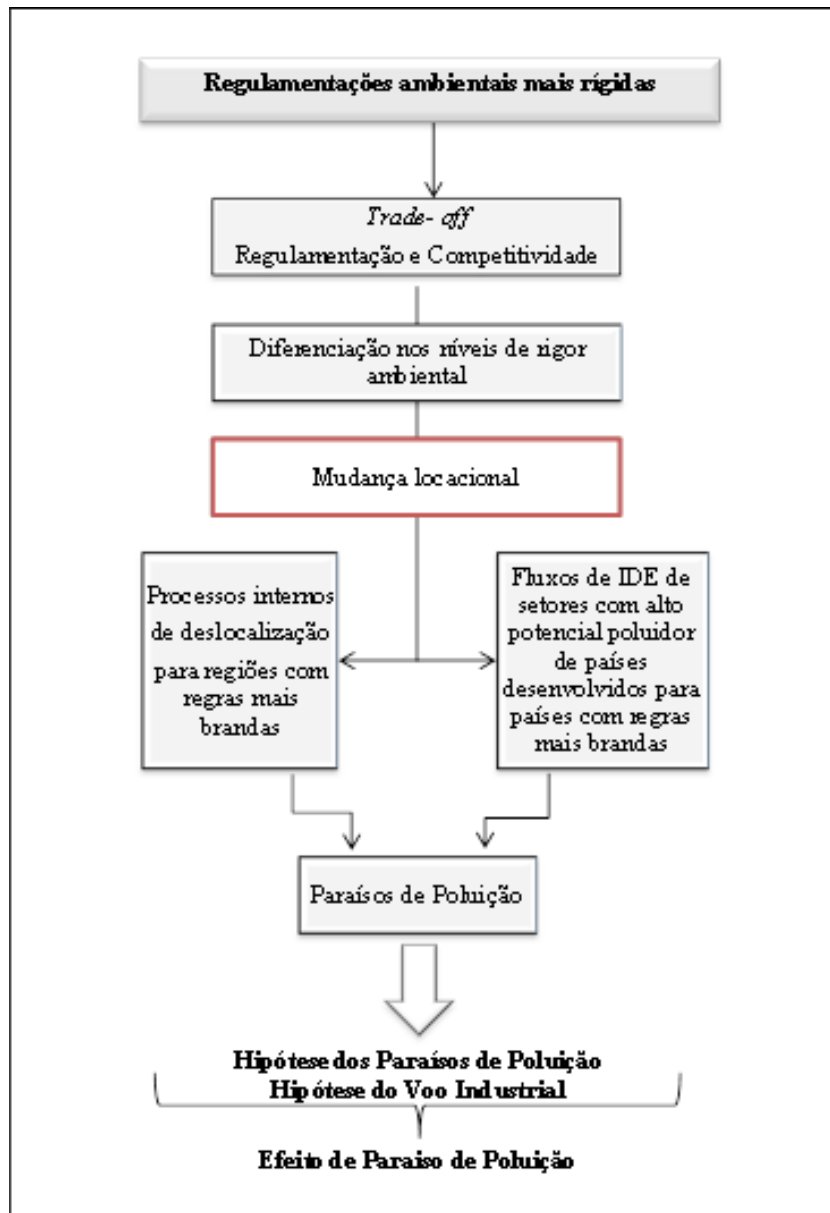 Regulamentações ambientais mais rígidas
Trade- off
Regulamentação e Competitividade
Diferenciação nos níveis de rigor
ambiental
Mudança locacional
Processos internos
de deslocalização
para regiões com
regras mais
brandas
Fluxos de IDE de
setores com alto
potencial poluidor
de países
desenvolvidos para
países com regras
mais brandas
Paraísos de Poluição
Hipótese dos Paraísos de Poluição
Hipótese do Voo Industrial
Efeito de Paraiso de Poluição